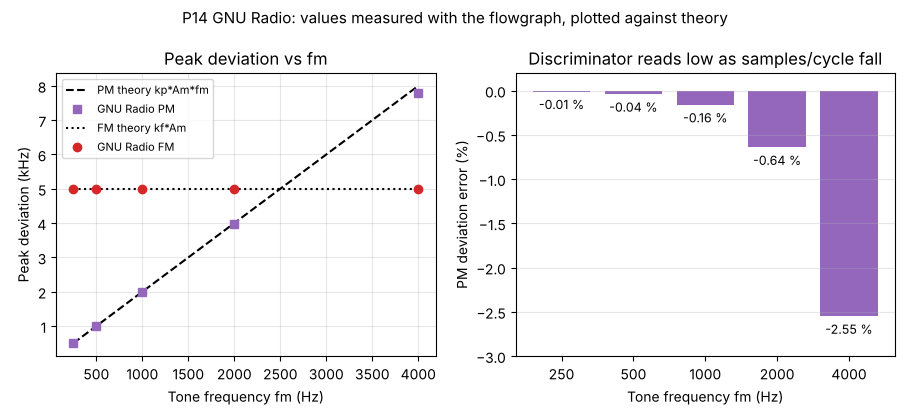 P14 GNU Radio: values measured with the flowgraph, plotted against theory
Peak deviation vs fm
PM theory kp*Am*fm
GNU Radio PM
FM theory kf*Am
GNU Radio FM
Peak deviation (kHz)
8
7
6
5
4
3
2
1
500 1000 1500 2000 2500 3000 3500 4000
Tone frequency fm (Hz)
Discriminator reads low as samples/cycle fall
PM deviation error (%)
0.0
−0.5
−1.0
−1.5
−2.0
−2.5
−3.0
-0.01 %
-0.04 %
-0.16 %
-0.64 %
-2.55 %
250 500 1000 2000 4000
Tone frequency fm (Hz)